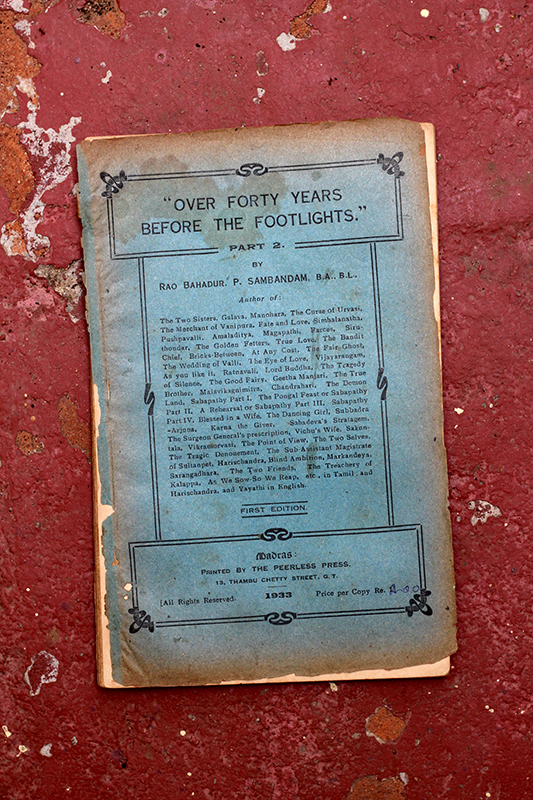 “OVER FORTY YEARS
BEFORE THE FOOTLIGHTS.”
PART 2.
BY
RAO BAHADUR. P. SAMBANDAM, B.A., B.L.,
Author of:
The Two Sisters, Galava, Manohara, The Curse of Urvasi,
The Merchant of Vanipura, Fate and Love, Simhalanatha,
Pushpavalli, Amaladitya, Magapathi, Farces, Siru-
thondar, The Golden Fetters, True Love, The Bandit
Chief, Bricks-Between, At Any Cost, The Fair Ghost,
The Wedding of Valli, The Eye of Love, Vijayarangam,
As you like it, Ratnavali, Lord Buddha, The Tragedy
of Silence, The Good Fairy, Geetha Manjari, The True
Brother, Malavikagnimitra, Chandrahari, The Demon
Land, Sabapathy Part I, The Pongal Feast or Sabapathy
Part II, A Rehearsal or Sabapathy Part III, Sabapathy
Part IV, Blessed in a Wife, The Dancing Girl, Subbadra
-Arjuna, Karna the Giver, Sahadeva's Stratagem,
The Surgeon General's prescription, Vichu's Wife, Sakun-
tala, Vikramorvasi, The Point of View, The Two Selves,
The Tragic Denouement, The Sub-Assistant Magistrate
of Sultanpet, Harischandra, Blind Ambition, Markandeya,
Sarangadhara, The Two Friends, The Treachery of
Kalappa, As We Sow-So We Reap, etc., in Tamil; and
Harischandra, and Yayathi in English.
FIRST EDITION.
Madras:
PRINTED BY THE PEERLESS PRESS.
13, THAMBU CHETTY STREET, G. T.
[All Rights Reserved. 1933 Price per Copy Re.